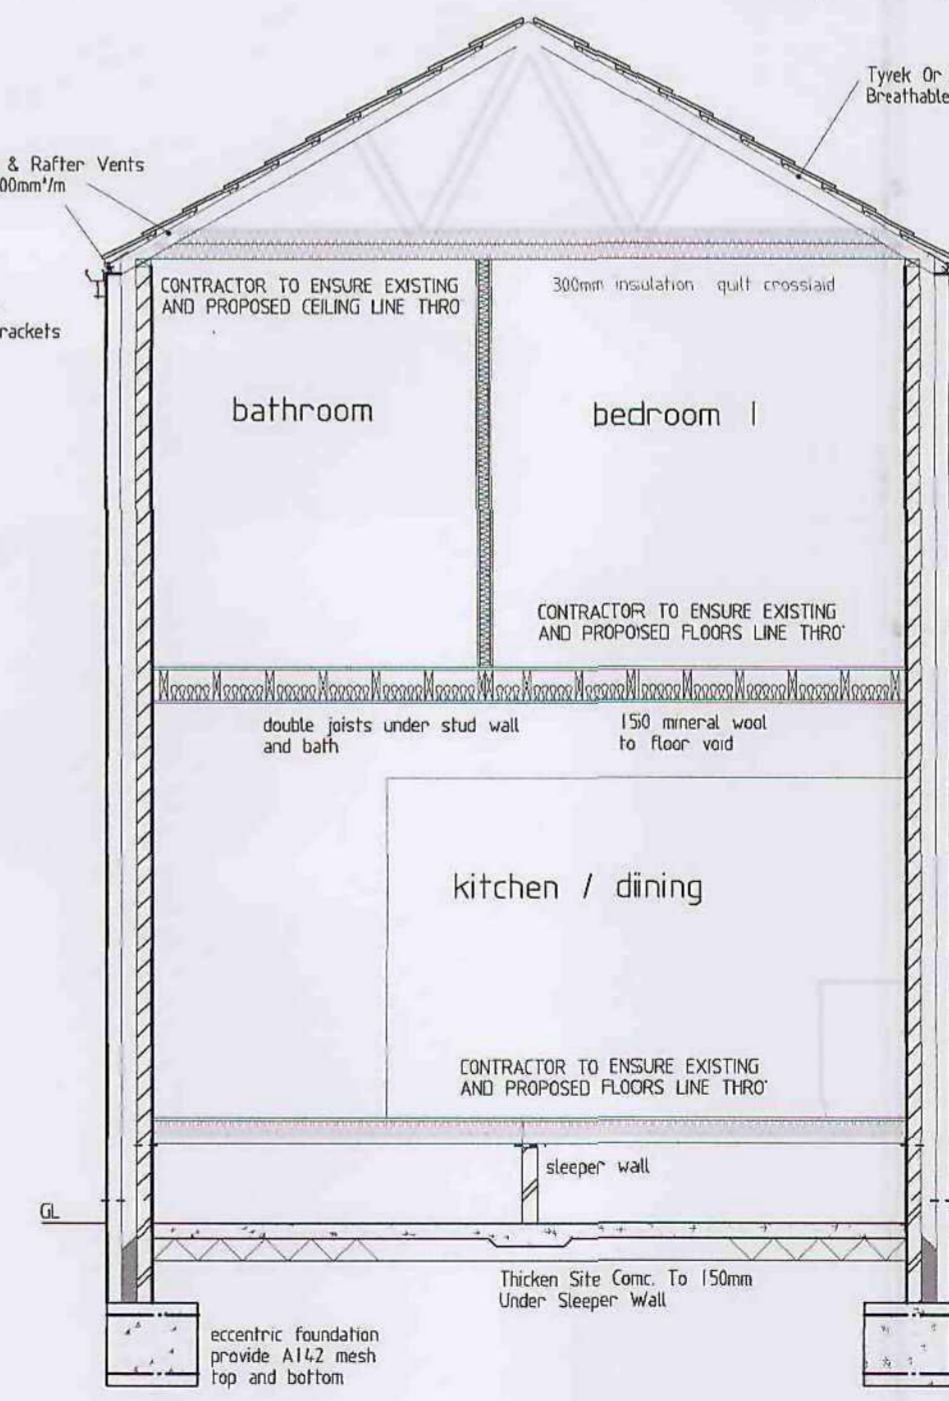 Tyvek Or
Breathable
& Rafter Vents
00mm²/m
CONTRACTOR TO ENSURE EXISTING
AND PROPOSED CEILING LINE THRO'
300mm insulation quilt crosslaid
rackets
bathroom
bedroom 1
CONTRACTOR TO ENSURE EXISTING
AND PROPOISED FLOORS LINE THRO'
double joists under stud wall
and bath
150 mineral wool
to floor void
kitchen / diining
CONTRACTOR TO ENSURE EXISTING
AND PROPOSED FLOORS LINE THRO'
sleeper wall
GL
Thicken Site Comc. To 150mm
Under Sleeper Wall
eccentric foundation
provide A142 mesh
top and bottom